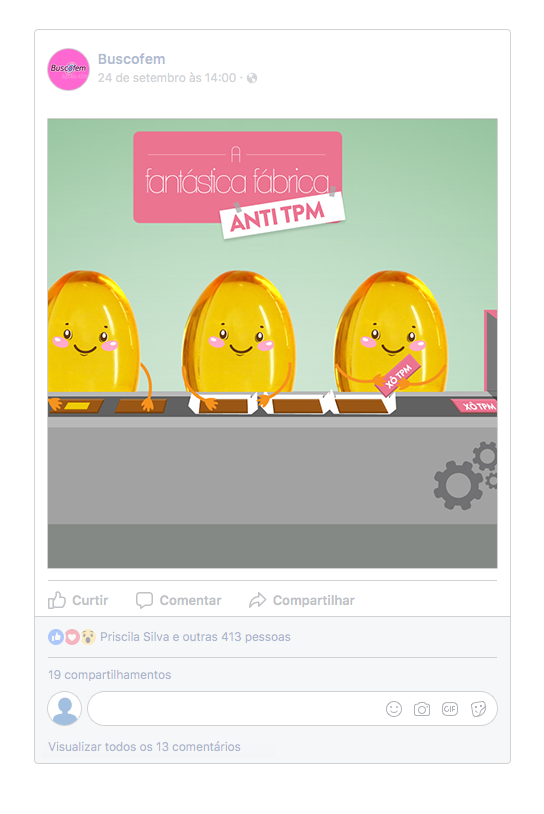 Buscofem
Buscofem
24 de setembro às 14:00 ·
A
fantástica fábrica
ANTI TPM
XÔ TPM
XÔ TPM
Curtir
Comentar
Compartilhar
Priscila Silva e outras 413 pessoas
19 compartilhamentos
GIF
Visualizar todos os 13 comentários